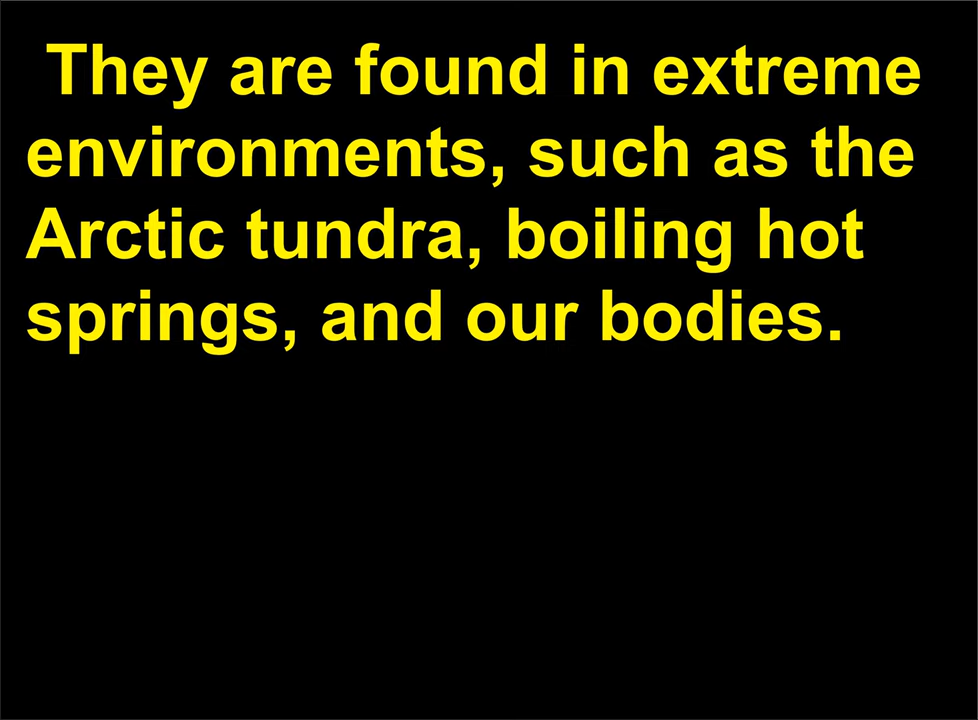 They are found in extreme
environments, such as the
Arctic tundra, boiling hot
springs, and our bodies.